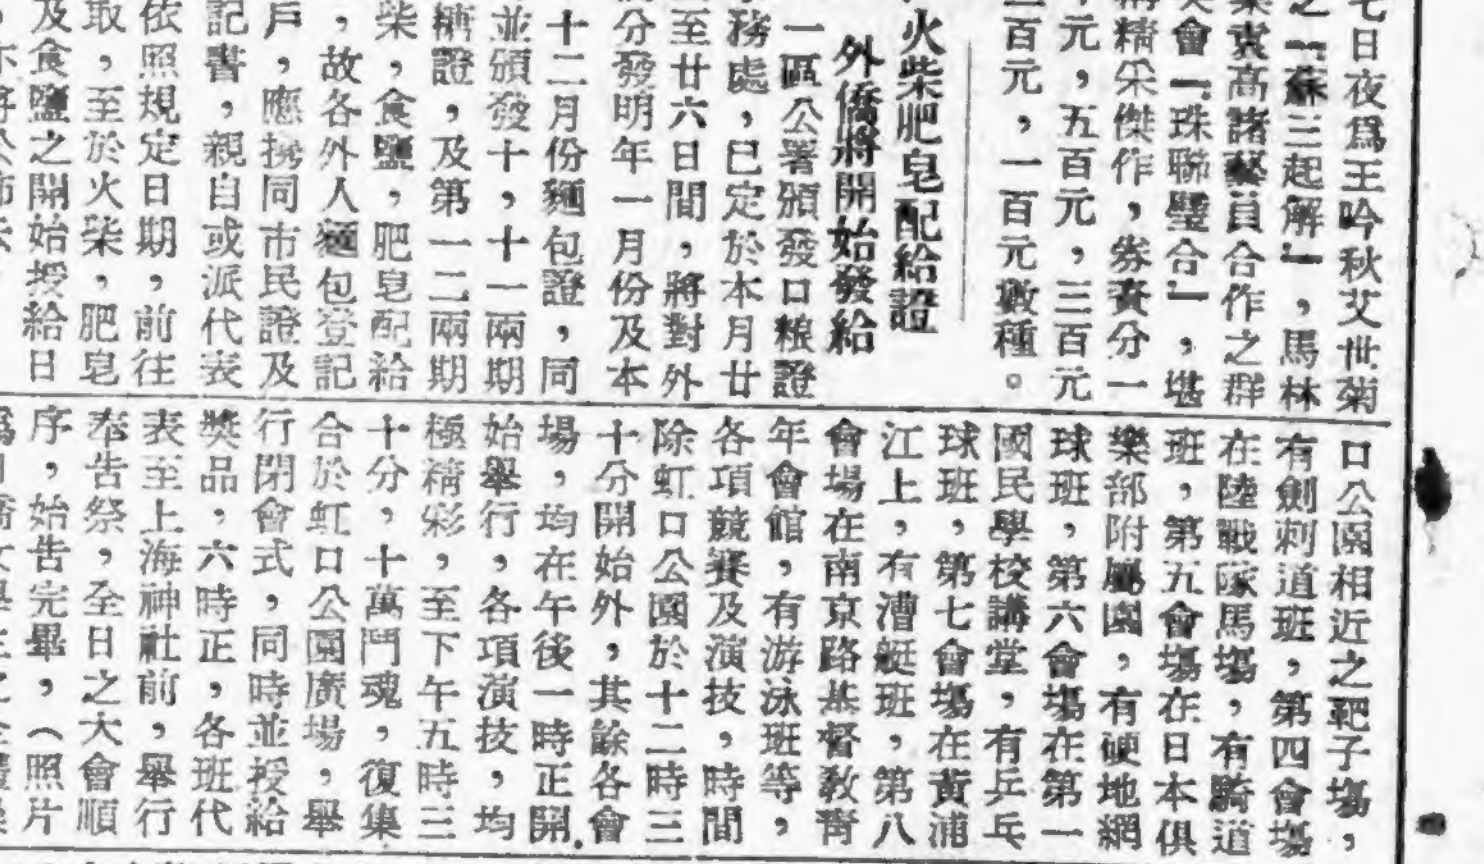 七日夜爲王吟秋艾世菊
之「蘇三起解」，馬林
袁高諸藝員合作之群
會「珠聯璧合」，堪
精采傑作，券資分一
元，五百元，三百元
百元，一百元數種。
火柴肥皂配給證
外僑將開始發給
一區公署頒發口粮證
務處，已定於本月廿
至廿六日間，將對外
分發明年一月份及本
十二月份麵包證，同
並頒發十，十一兩期
糖證，及第一二兩期
柴，食鹽，肥皂配給
，故各外人麵包登記
戶，應携同市民證及
記書，親自或派代表
依照規定日期，前往
取，至於火柴，肥皂
及食鹽之開始授給日
口公園相近之靶子場，
有劍刺道班，第四會場
在陸戰隊馬場，有騎道
班，第五會場在日本俱
樂部附屬園，有硬地網
球班，第六會場在第一
國民學校講堂，有乒乓
球班，第七會場在黃浦
江上，有漕艇班，第八
會場在南京路基督教青
年會館，有游泳班等，
各項競賽及演技，時間
除虹口公園於十二時三
十分開始外，其餘各會
場，均在午後一時正開
始舉行，各項演技，均
極精彩，至下午五時三
十分，十萬鬥魂，復集
合於虹口公園廣場，舉
行閉會式，同時並授給
獎品，六時正，各班代
表至上海神社前，舉行
奉告祭，全日之大會順
序，始告完畢，（照片